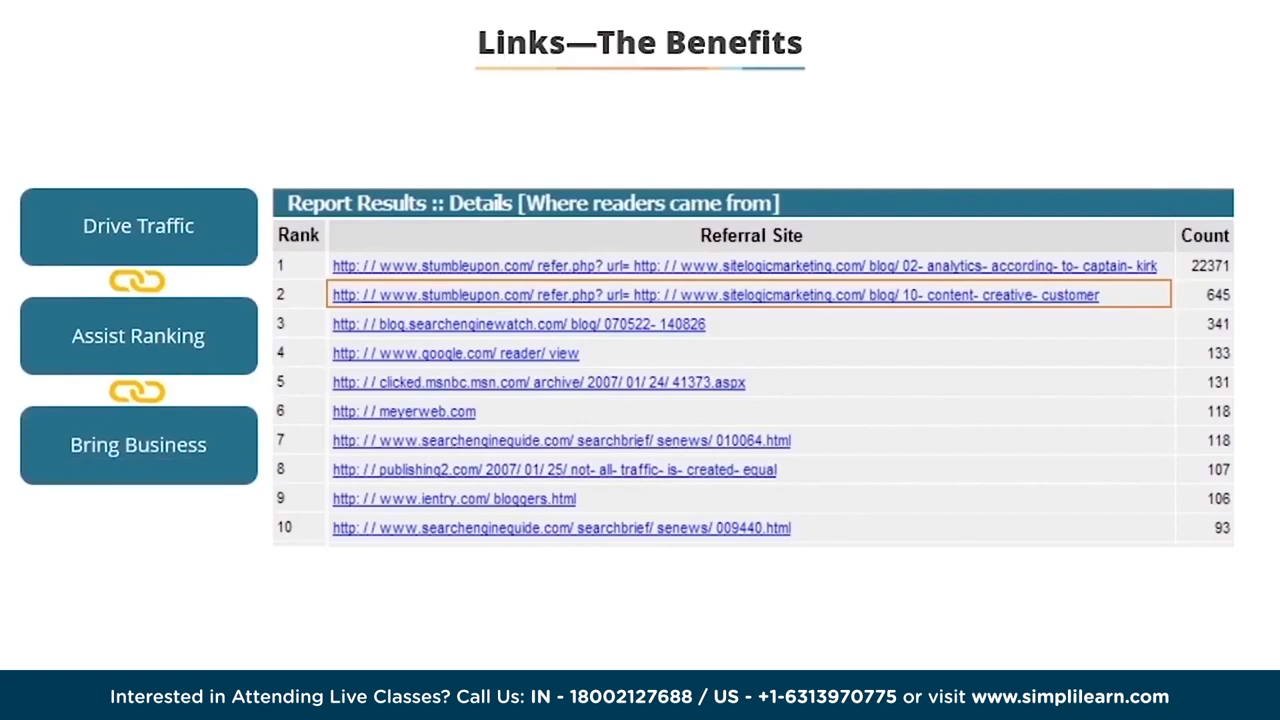 Links—The Benefits
Drive Traffic
Assist Ranking
Bring Business
Report Results :: Details [Where readers came from]
Rank Referral Site Count
1 http: / / www.stumbleupon.com/ refer.php? url= http: / / www.sitelogicmarketing.com/ blog/ 02- analytics- according- to- captain- kirk 22371
2 http: / / www.stumbleupon.com/ refer.php? url= http: / / www.sitelogicmarketing.com/ blog/ 10- content- creative- customer 645
3 http: / / blog.searchenginewatch.com/ blog/ 070522- 140826 341
4 http: / / www.google.com/ reader/ view 133
5 http: / / clicked.msnbc.msn.com/ archive/ 2007/ 01/ 24/ 41373.aspx 131
6 http: / / meyerweb.com 118
7 http: / / www.searchengineguide.com/ searchbrief/ senews/ 010064.html 118
8 http: / / publishing2.com/ 2007/ 01/ 25/ not- all- traffic- is- created- equal 107
9 http: / / www.ientry.com/ bloggers.html 106
10 http: / / www.searchengineguide.com/ searchbrief/ senews/ 009440.html 93
Interested in Attending Live Classes? Call Us: IN - 18002127688 / US - +1-6313970775 or visit www.simplilearn.com